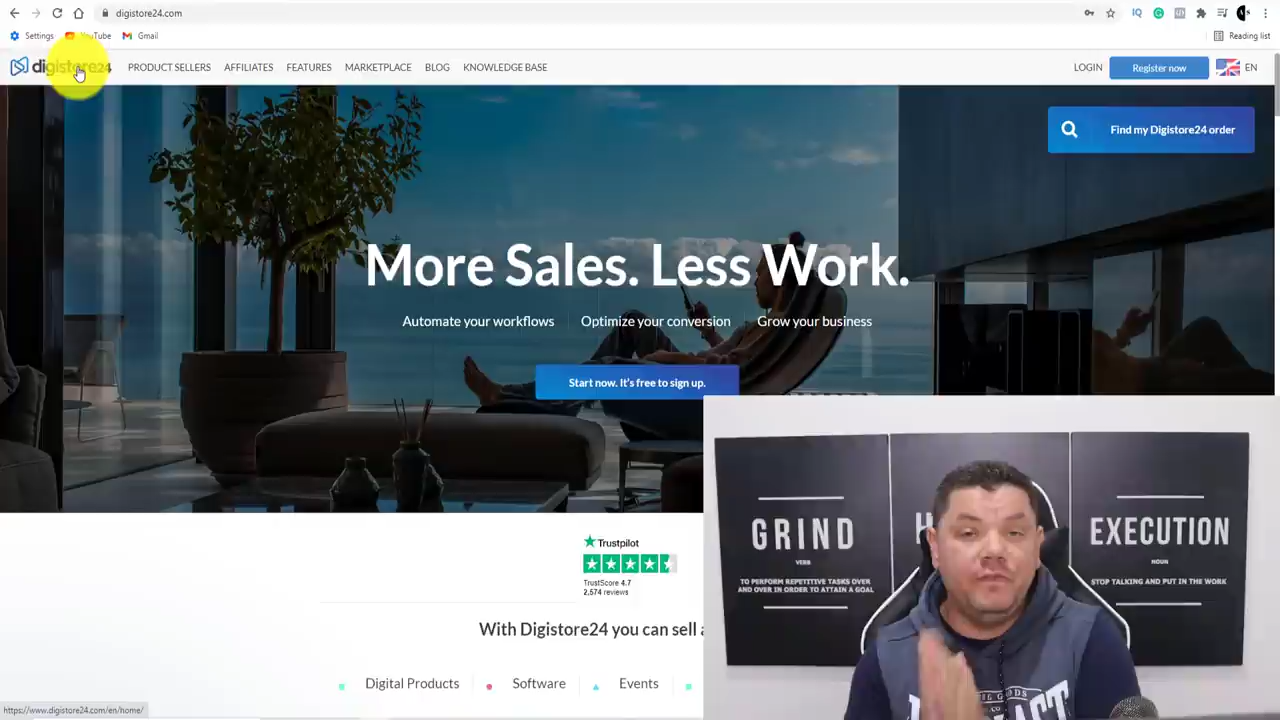 digistore24.com
Settings
YouTube
Gmail
Reading list
digistore24
PRODUCT SELLERS
AFFILIATES
FEATURES
MARKETPLACE
BLOG
KNOWLEDGE BASE
LOGIN
Register now
EN
Find my Digistore24 order
More Sales. Less Work.
Automate your workflows
Optimize your conversion
Grow your business
Start now. It's free to sign up.
Trustpilot
TrustScore 4.7
2,574 reviews
With Digistore24 you can sell
Digital Products
Software
Events
https://www.digistore24.com/en/home/
GRIND
VERB
TO PERFORM REPETITIVE TASKS OVER
AND OVER IN ORDER TO ATTAIN A GOAL
H
EXECUTION
NOUN
STOP TALKING AND PUT IN THE WORK